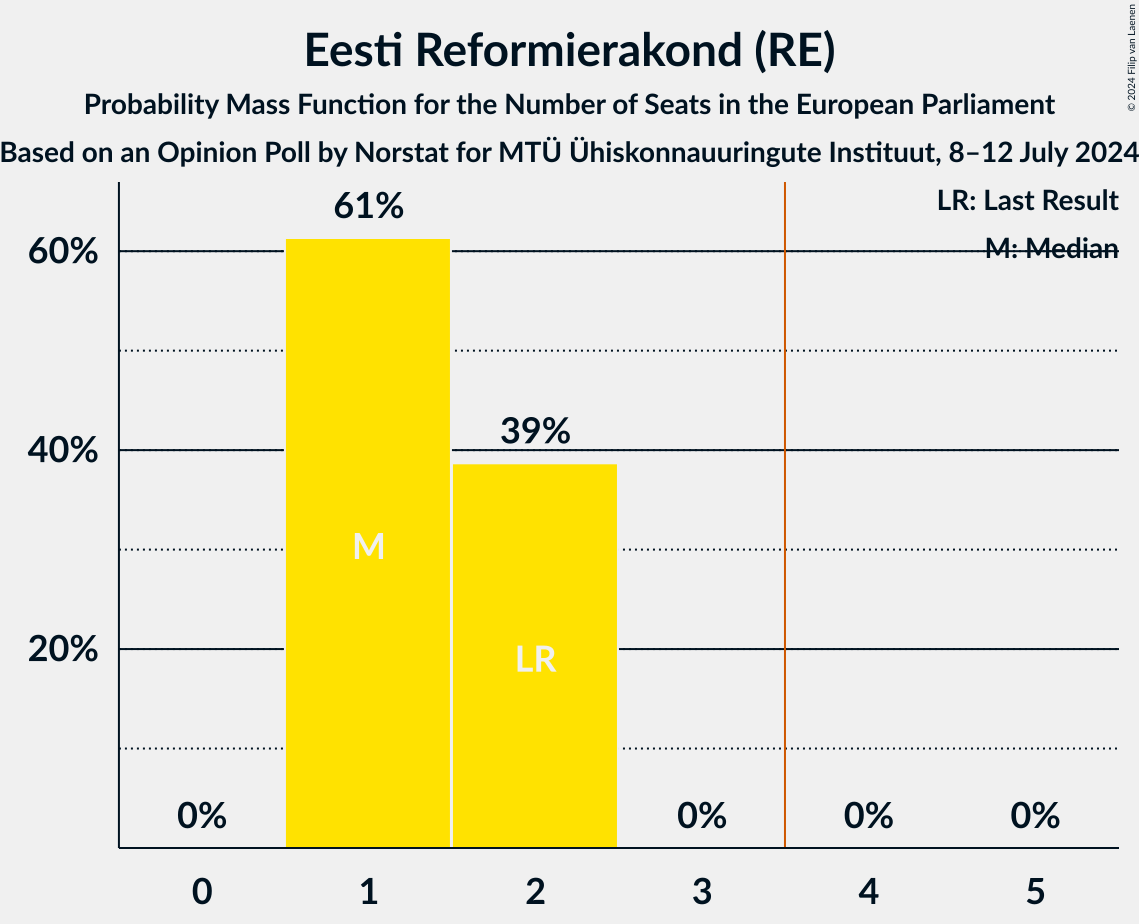 Eesti Reformierakond (RE)
Probability Mass Function for the Number of Seats in the European Parliament
Based on an Opinion Poll by Norstat for MTÜ Ühiskonnauuringute Instituut, 8–12 July 2024
© 2024 Filip van Laenen
LR: Last Result
M: Median
61%
60%
39%
40%
M
LR
20%
0%
0%
0%
0%
0 1 2 3 4 5